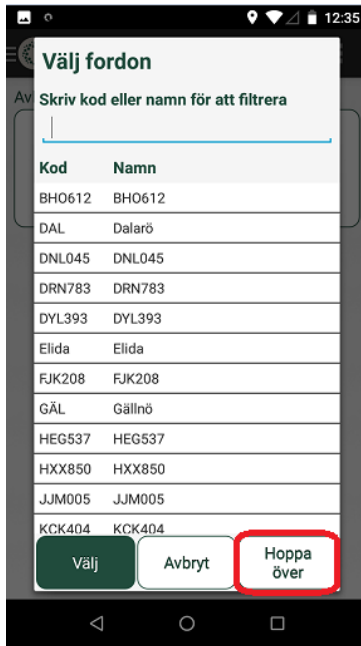 12:35
Välj fordon
Av
Skriv kod eller namn för att filtrera
Kod Namn
BHO612 BHO612
DAL Dalarö
DNL045 DNL045
DRN783 DRN783
DYL393 DYL393
Elida Elida
FJK208 FJK208
GÄL Gällnö
HEG537 HEG537
HXX850 HXX850
JJM005 JJM005
KCK404 KCK404
Välj Avbryt Hoppa
över